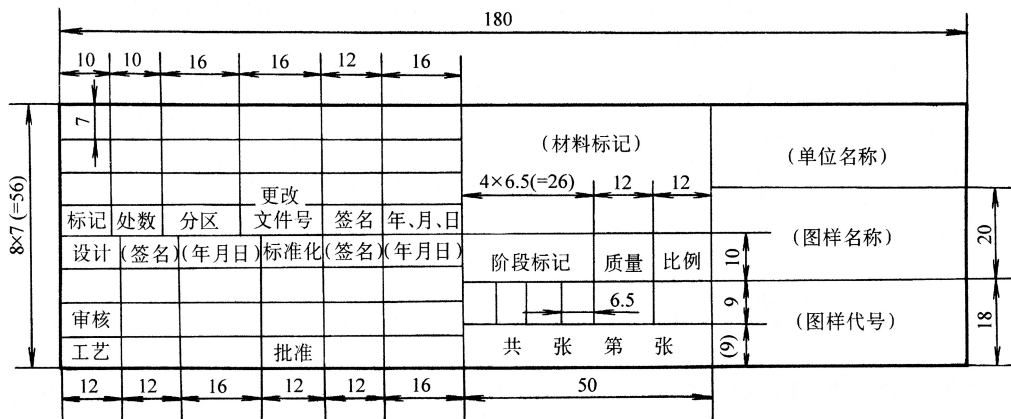 180
10 10 16 16 12 16
7
(材料标记)
(单位名称)
4×6.5(=26) 12 12
8×7(=56)
更改
标记 处数 分区 文件号 签名 年、月、日
(图样名称)
20
设计 (签名) (年月日) 标准化 (签名) (年月日)
阶段标记 质量 比例 10
6.5 9
审核
(图样代号)
18
工艺 批准
共 张 第 张 (9)
12 12 16 12 12 16 50